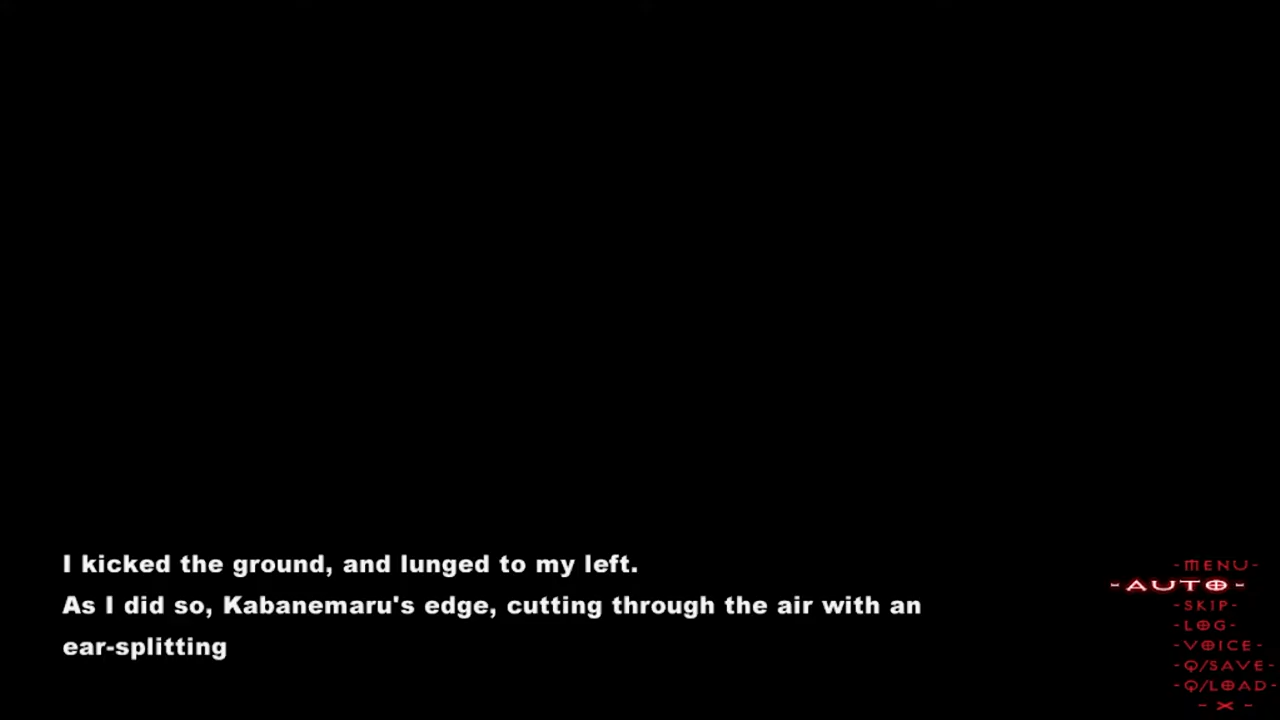 I kicked the ground, and lunged to my left.
As I did so, Kabanemaru's edge, cutting through the air with an
ear-splitting
-MENU-
-AUTO-
-SKIP-
-LOG-
-VOICE-
-Q/SAVE-
-Q/LOAD-
-X-